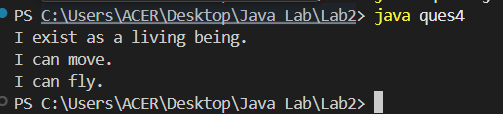 PS C:\Users\ACER\Desktop\Java Lab\Lab2> java ques4
I exist as a living being.
I can move.
I can fly.
PS C:\Users\ACER\Desktop\Java Lab\Lab2>